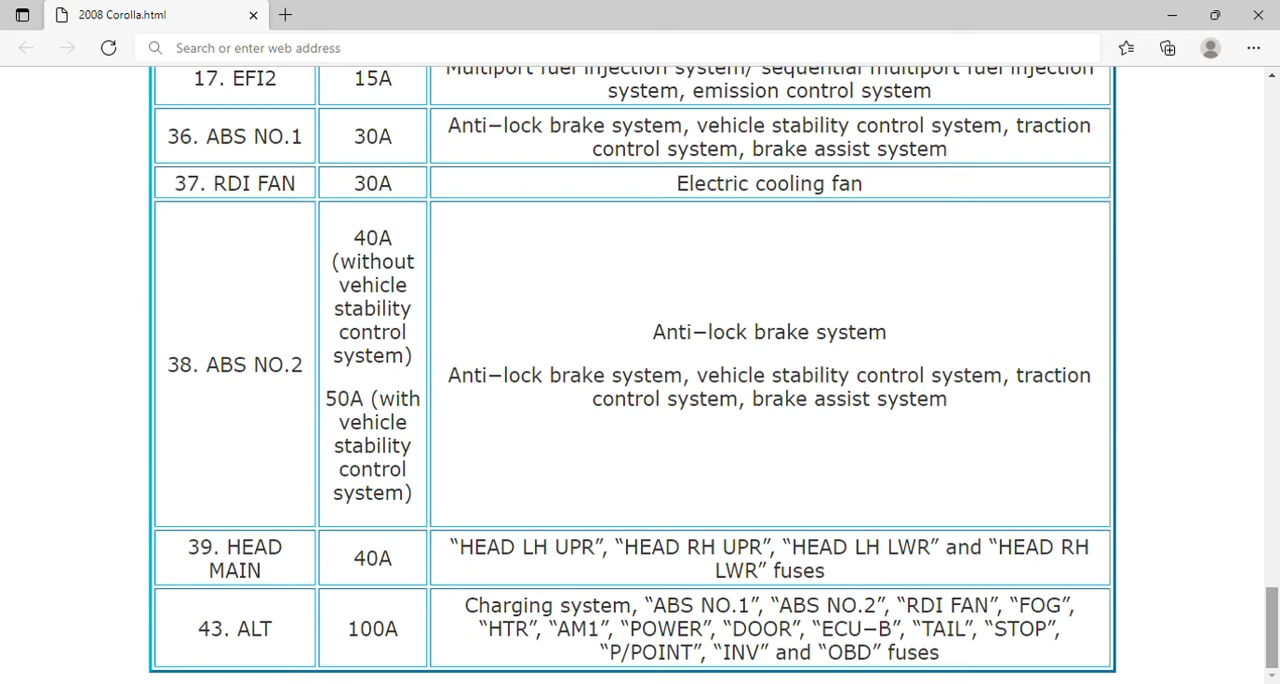 2008 Corolla.html
Search or enter web address
17. EFI2
15A
Multiport fuel injection system/ sequential multiport fuel injection
system, emission control system
36. ABS NO.1
30A
Anti−lock brake system, vehicle stability control system, traction
control system, brake assist system
37. RDI FAN
30A
Electric cooling fan
38. ABS NO.2
40A
(without
vehicle
stability
control
system)
50A (with
vehicle
stability
control
system)
Anti−lock brake system
Anti−lock brake system, vehicle stability control system, traction
control system, brake assist system
39. HEAD
MAIN
40A
“HEAD LH UPR”, “HEAD RH UPR”, “HEAD LH LWR” and “HEAD RH
LWR” fuses
43. ALT
100A
Charging system, “ABS NO.1”, “ABS NO.2”, “RDI FAN”, “FOG”,
“HTR”, “AM1”, “POWER”, “DOOR”, “ECU−B”, “TAIL”, “STOP”,
“P/POINT”, “INV” and “OBD” fuses